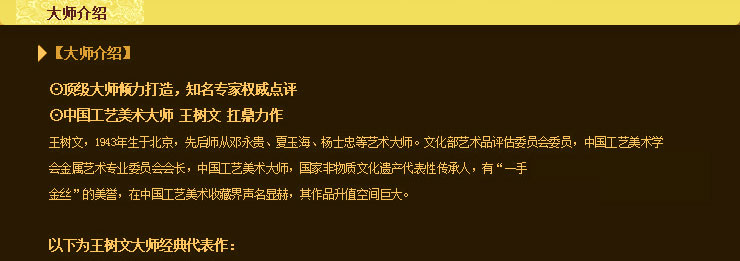 大师介绍
【大师介绍】
⊙顶级大师倾力打造，知名专家权威点评
⊙中国工艺美术大师 王树文 扛鼎力作
王树文，1943年生于北京，先后师从邓永贵、夏玉海、杨士忠等艺术大师。文化部艺术品评估委员会委员，中国工艺美术学
会金属艺术专业委员会会长，中国工艺美术大师，国家非物质文化遗产代表性传承人，有“一手
金丝”的美誉，在中国工艺美术收藏界声名显赫，其作品升值空间巨大。
以下为王树文大师经典代表作：